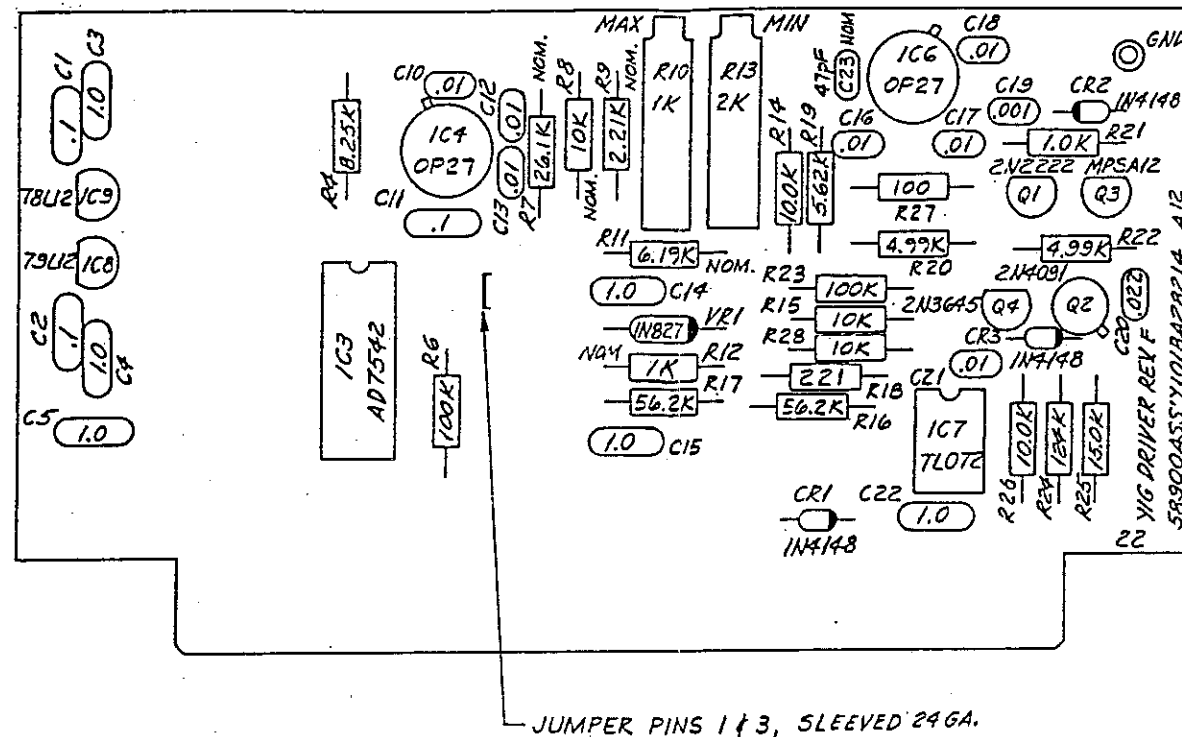 C1
C3
.1
1.0
78L12
IC9
79L12
IC8
C2
.1
1.0
C4
C5
1.0
R4
8.25K
C10
.01
IC4
OP27
C11
.1
C12
.01
C13
.01
R7
26.1K
NOM.
R8
10K
NOM.
R9
2.21K
NOM.
MAX
R10
1K
MIN
R13
2K
R14
10.0K
R19
5.62K
47pF
C23
NOM
IC6
OP27
C18
.01
GND
C16
.01
C17
.01
C19
.001
CR2
1N4148
1.0K
R21
2N2222
Q1
MPSA12
Q3
100
R27
4.99K
R20
4.99K
R22
R11
6.19K
NOM.
1.0
C14
1N827
VR1
NOM
1K
R12
56.2K
R17
1.0
C15
R23
100K
R15
10K
R28
10K
221
R18
56.2K
R16
2N3645
Q4
2N4091
Q2
.022
C20
CR3
1N4148
.01
C21
IC7
TL072
C22
1.0
10.0K
R26
124K
R24
15.0K
R25
CR1
1N4148
IC3
AD7542
R6
100K
22
YIG DRIVER REV F
5R900ASSY101BA28214 A12
JUMPER PINS 1 & 3, SLEEVED 24GA.